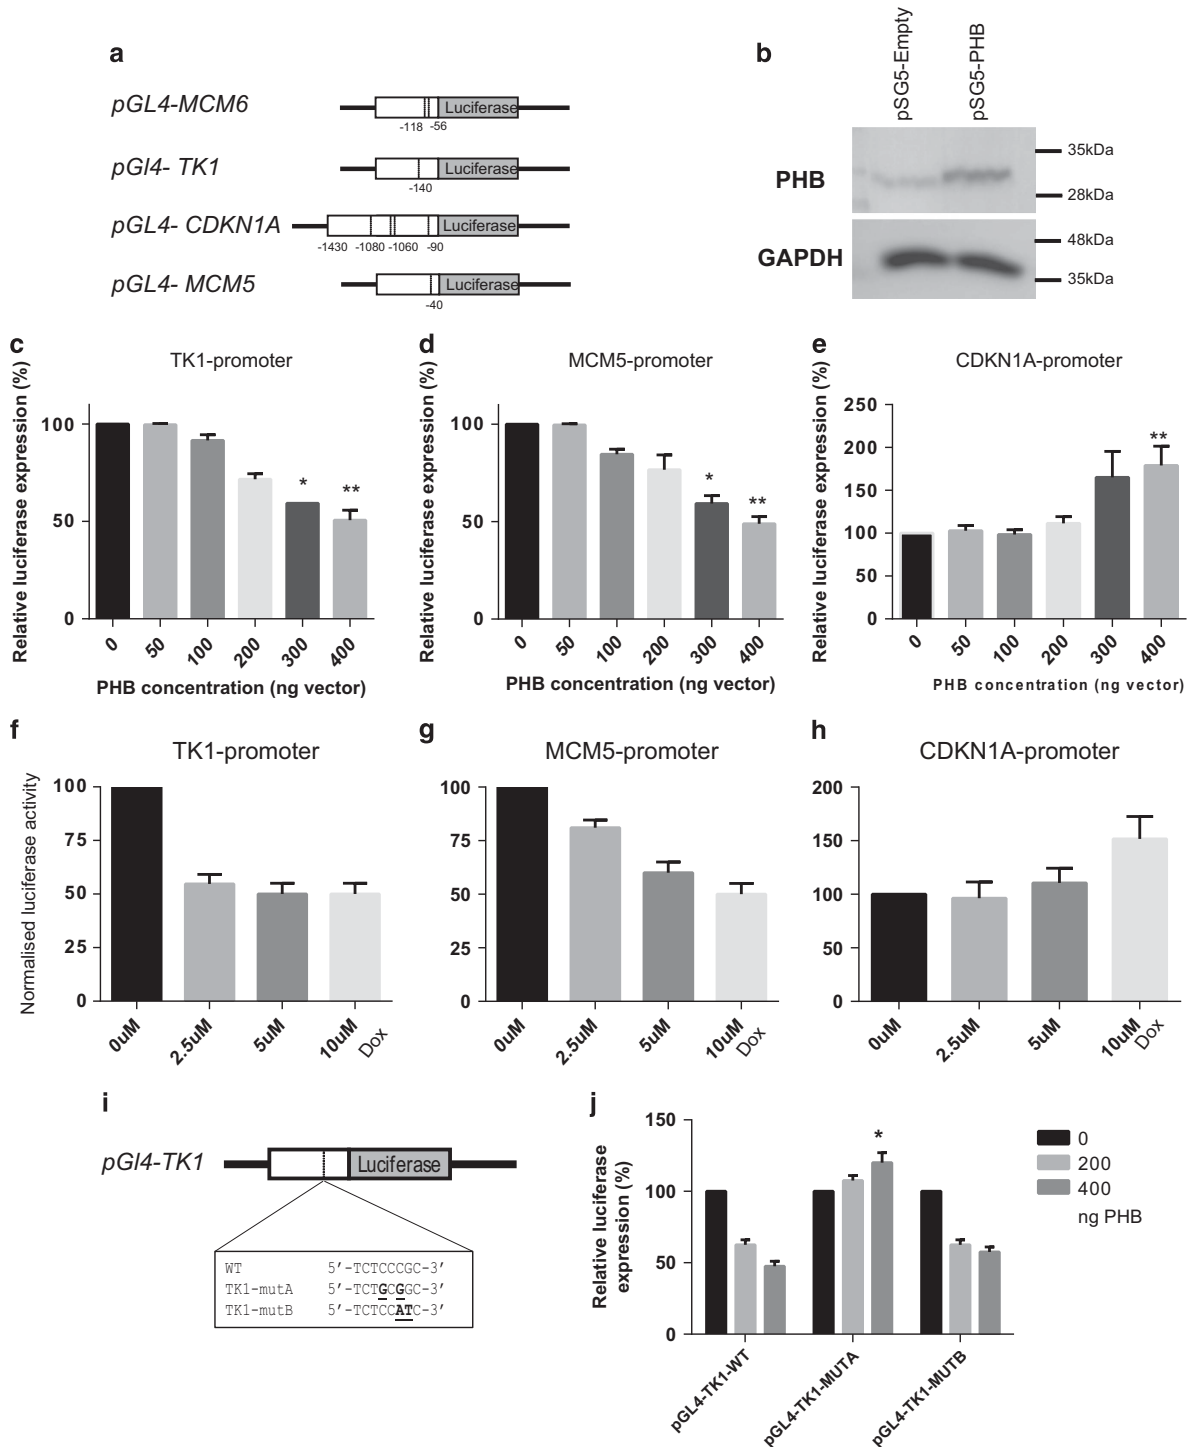 a
pGL4-MCM6
Luciferase
-118 -56
pGl4- TK1
Luciferase
-140
pGL4- CDKN1A
Luciferase
-1430 -1080 -1060 -90
pGL4- MCM5
Luciferase
-40
b
pSG5-Empty
pSG5-PHB
PHB
35kDa
28kDa
GAPDH
48kDa
35kDa
c
TK1-promoter
Relative luciferase expression (%)
100
50
0
*
**
0 50 100 200 300 400
PHB concentration (ng vector)
d
MCM5-promoter
Relative luciferase expression (%)
100
50
0
*
**
0 50 100 200 300 400
PHB concentration (ng vector)
e
CDKN1A-promoter
Relative luciferase expression (%)
250
200
150
100
50
0
**
0 50 100 200 300 400
PHB concentration (ng vector)
f
TK1-promoter
Normalised luciferase activity
100
75
50
25
0
0uM 2.5uM 5uM 10uM
Dox
g
MCM5-promoter
100
75
50
25
0
0uM 2.5uM 5uM 10uM
Dox
h
CDKN1A-promoter
200
150
100
50
0
0uM 2.5uM 5uM 10uM
Dox
i
pGl4-TK1
Luciferase
WT 5'-TCTCCCGC-3'
TK1-mutA 5'-TCTGCGGC-3'
TK1-mutB 5'-TCTCCATC-3'
j
Relative luciferase
expression (%)
150
100
50
0
*
pGL4-TK1-WT
pGL4-TK1-MUTA
pGL4-TK1-MUTB
0
200
400
ng PHB